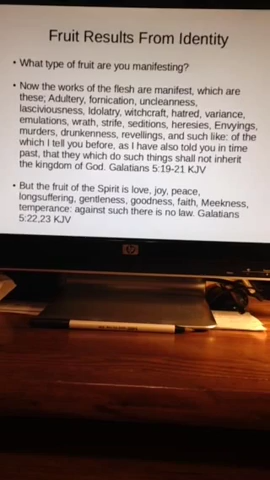 Fruit Results From Identity
• What type of fruit are you manifesting?
• Now the works of the flesh are manifest, which are
these; Adultery, fornication, uncleanness,
lasciviousness, Idolatry, witchcraft, hatred, variance,
emulations, wrath, strife, seditions, heresies, Envyings,
murders, drunkenness, revellings, and such like: of the
which I tell you before, as I have also told you in time
past, that they which do such things shall not inherit
the kingdom of God. Galatians 5:19-21 KJV
• But the fruit of the Spirit is love, joy, peace,
longsuffering, gentleness, goodness, faith, Meekness,
temperance: against such there is no law. Galatians
5:22,23 KJV
hp